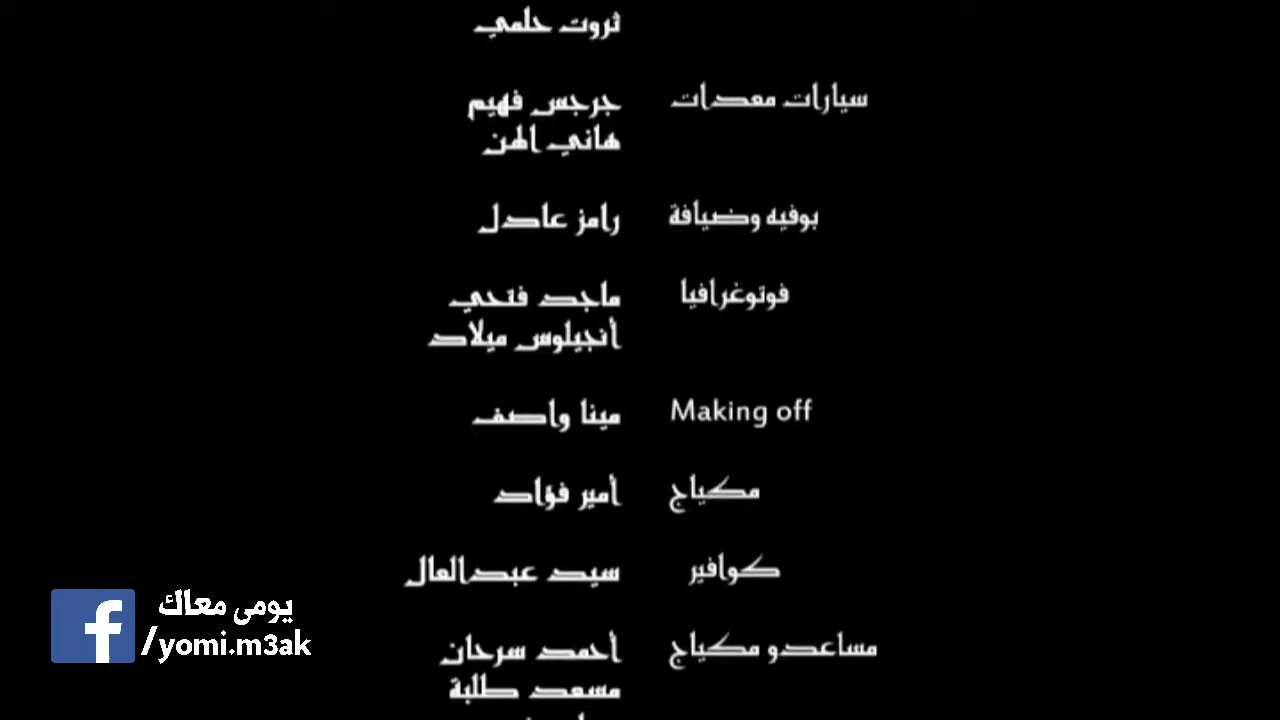 ثروت حلمي
سيارات معدات جرجس فهيم
هاني الهن
بوفيه وضيافة رامز عادل
فوتوغرافيا ماجد فتحي
أنجيلوس ميلاد
Making off مينا واصف
مكياج أمير فؤاد
كوافير سيد عبدالعال
مساعدو مكياج أحمد سرحان
مسعد طلبة
يومى معاك
/yomi.m3ak